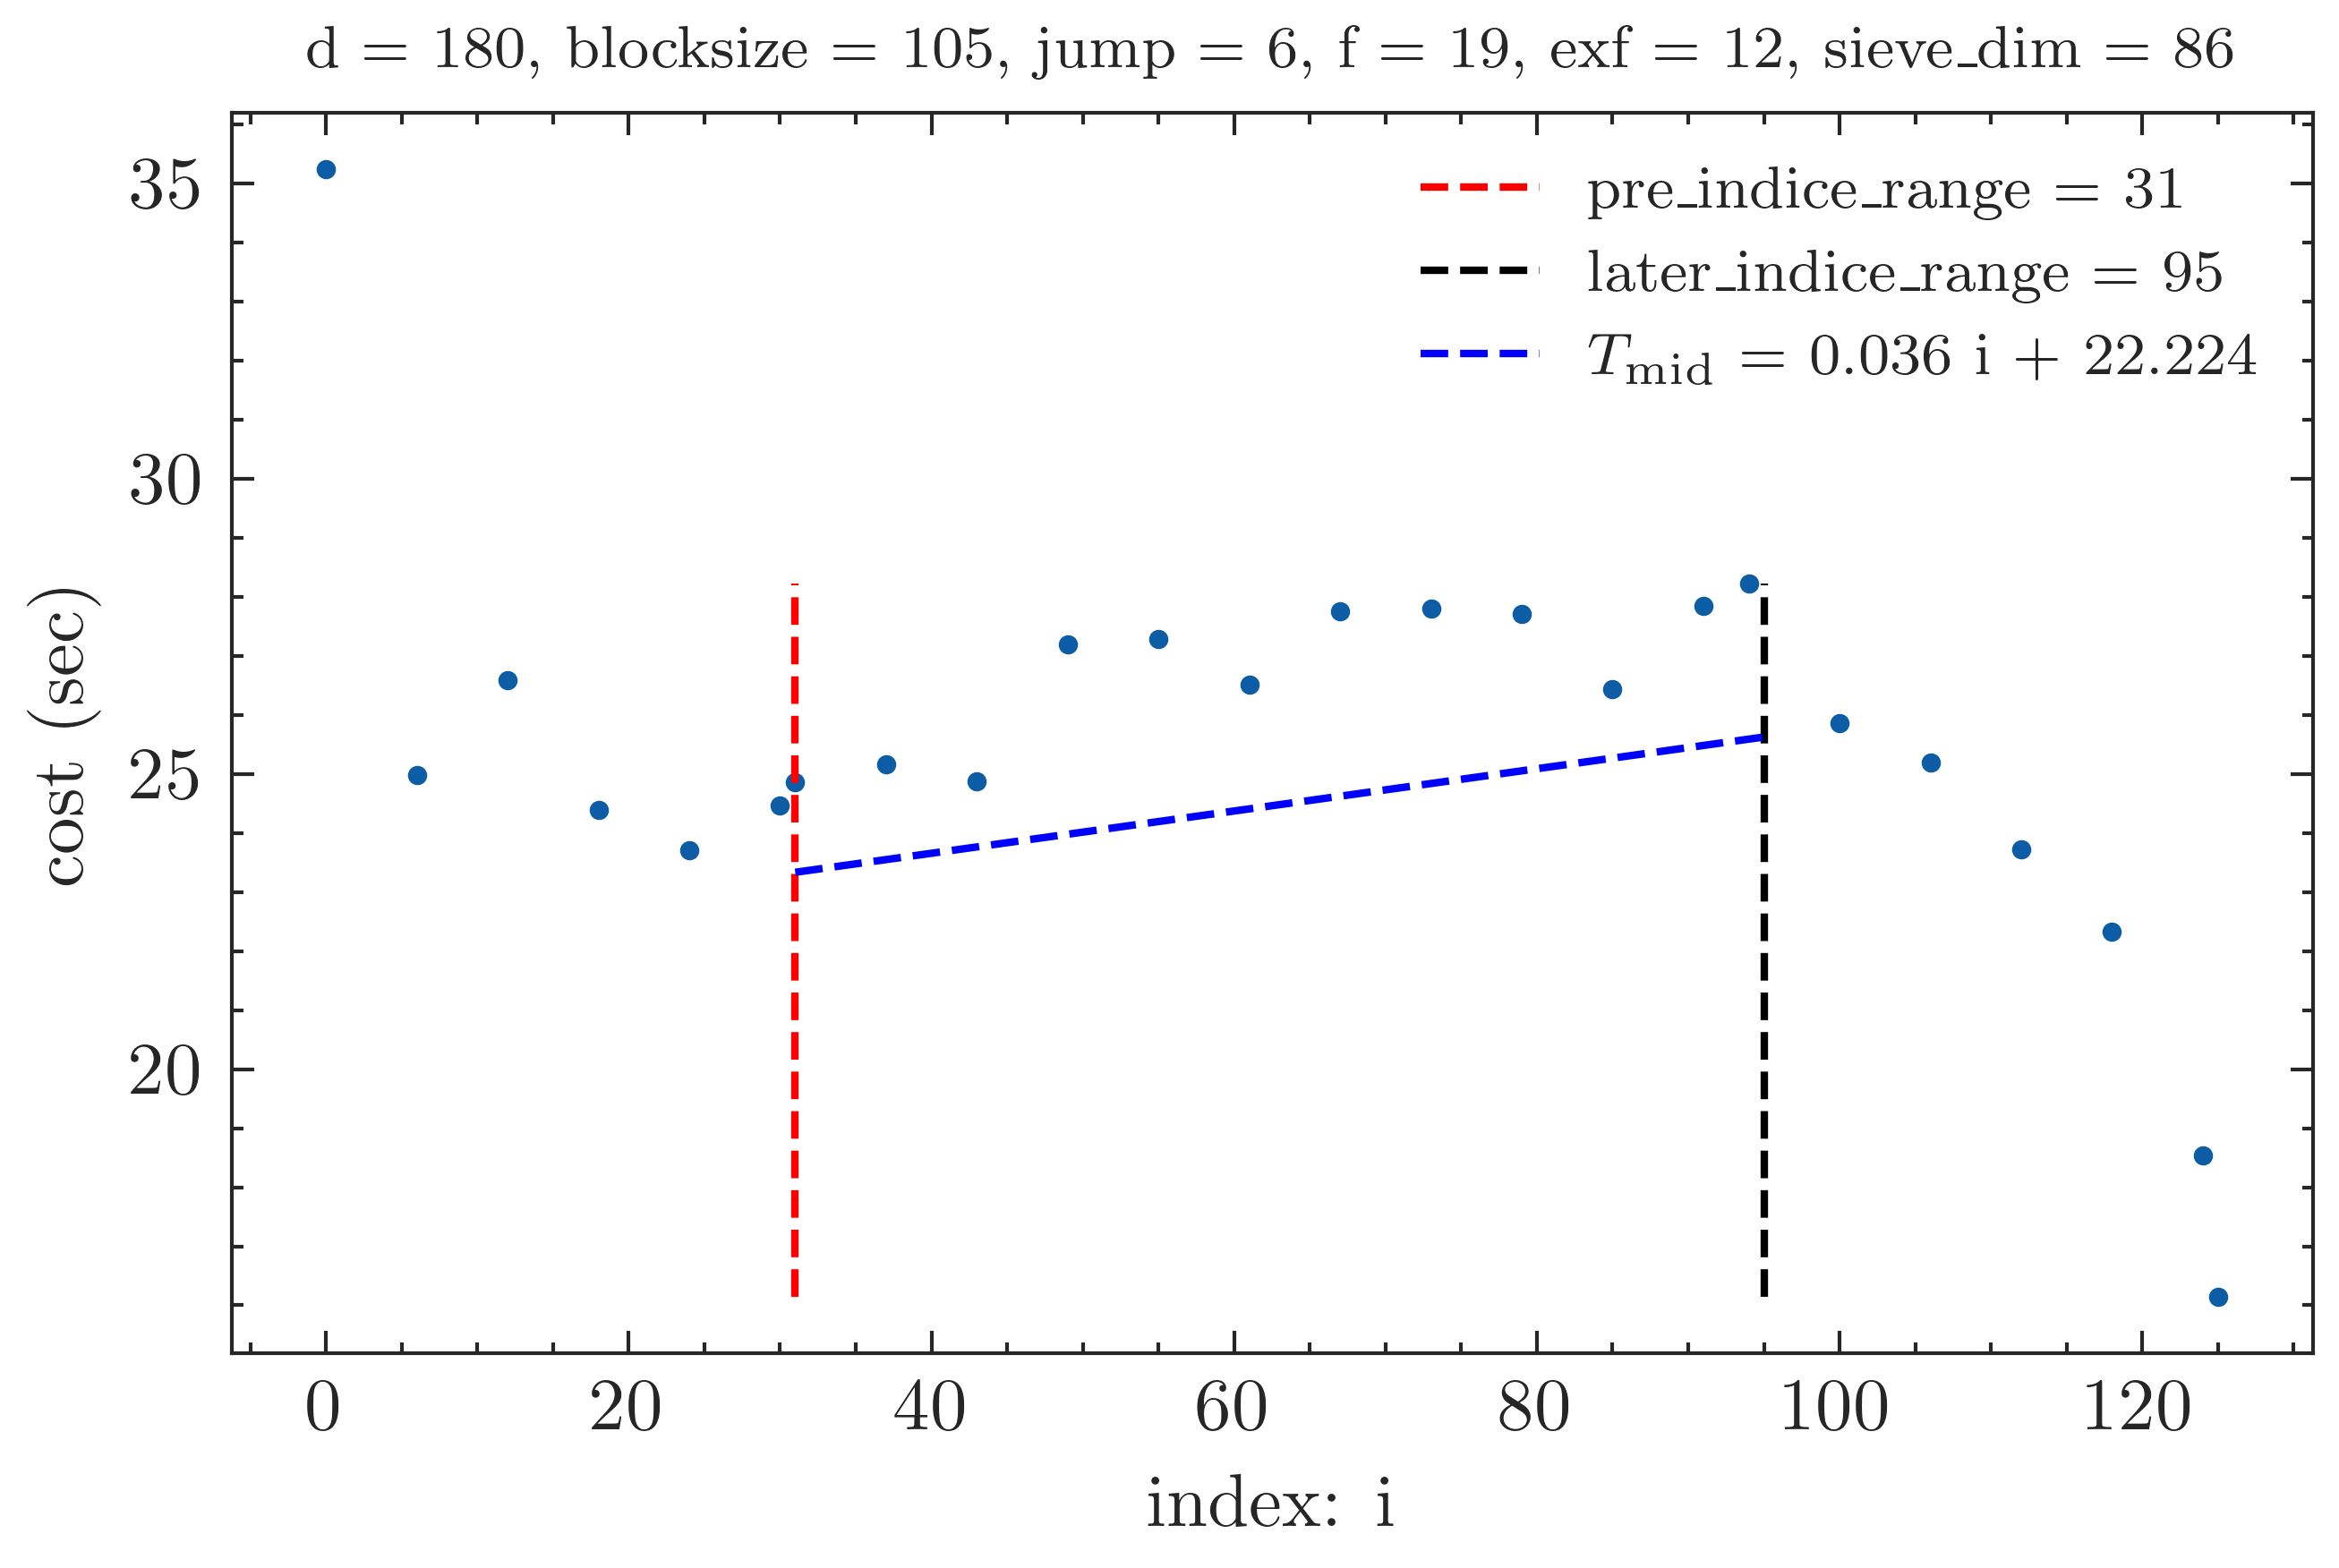 d = 180, blocksize = 105, jump = 6, f = 19, exf = 12, sieve_dim = 86
pre_indice_range = 31
later_indice_range = 95
T_mid = 0.036 i + 22.224
35
30
25
20
cost (sec)
0 20 40 60 80 100 120
index: i